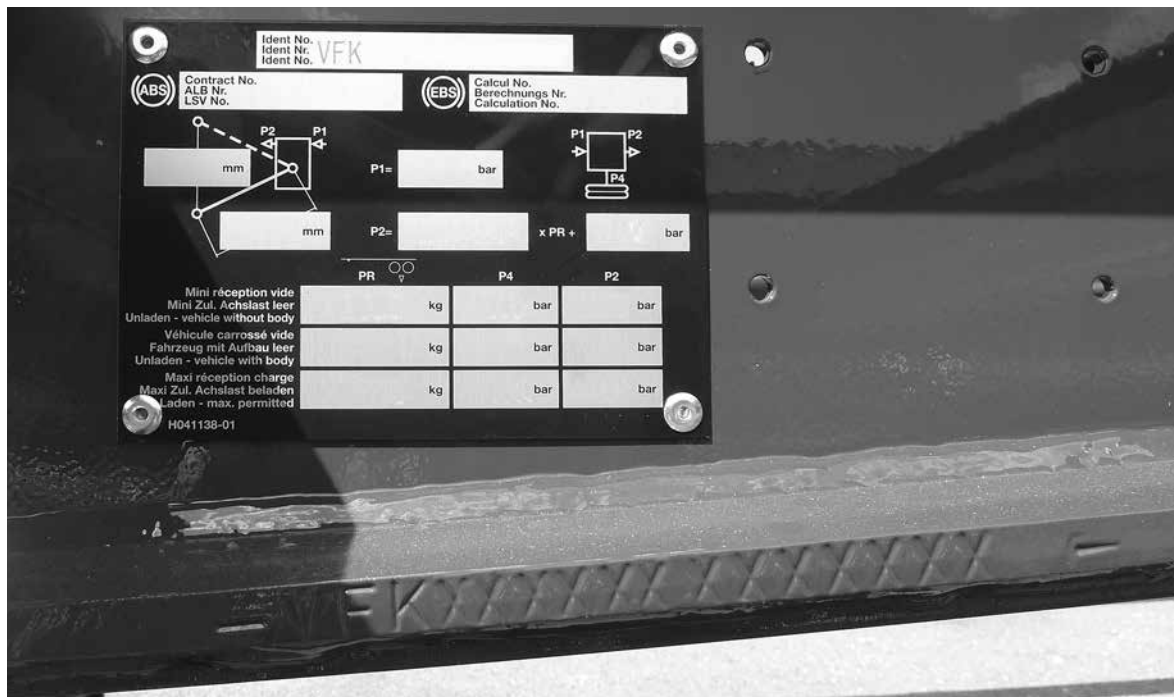 Ident No.
Ident Nr. VFK
Ident No.
ABS
Contract No.
ALB Nr.
LSV No.
EBS
Calcul No.
Berechnungs Nr.
Calculation No.
P2 P1
mm
P1= bar
P1 P2
P4
mm
P2= x PR + bar
PR P4 P2
Mini réception vide
Mini Zul. Achslast leer kg bar bar
Unladen - vehicle without body
Véhicule carrossé vide
Fahrzeug mit Aufbau leer kg bar bar
Unladen - vehicle with body
Maxi réception charge
Maxi Zul. Achslast beladen kg bar bar
Laden - max. permitted
H041138-01